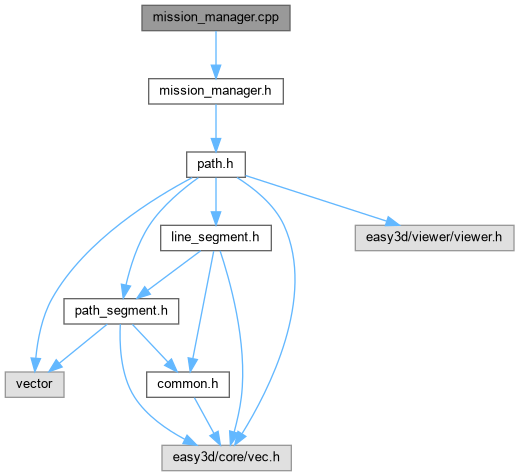 mission_manager.cpp
mission_manager.h
path.h
line_segment.h
easy3d/viewer/viewer.h
path_segment.h
vector
common.h
easy3d/core/vec.h